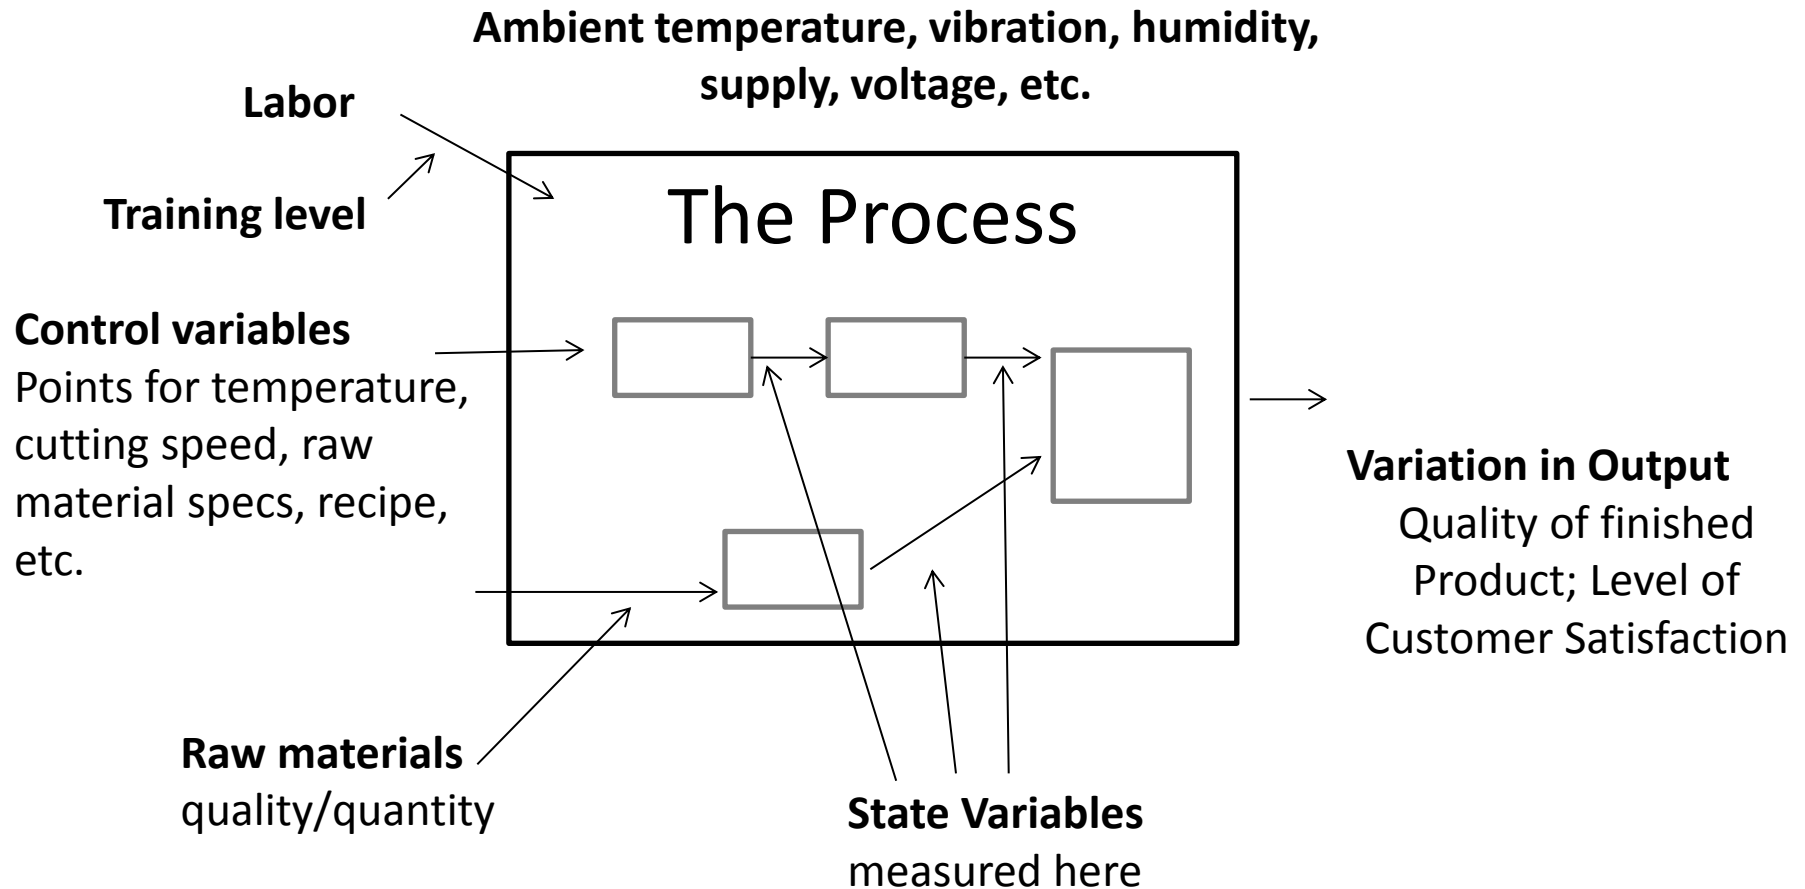 Ambient temperature, vibration, humidity,
supply, voltage, etc.
Labor
Training level
The Process
Control variables
Points for temperature,
cutting speed, raw
material specs, recipe,
etc.
Variation in Output
Quality of finished
Product; Level of
Customer Satisfaction
Raw materials
quality/quantity
State Variables
measured here